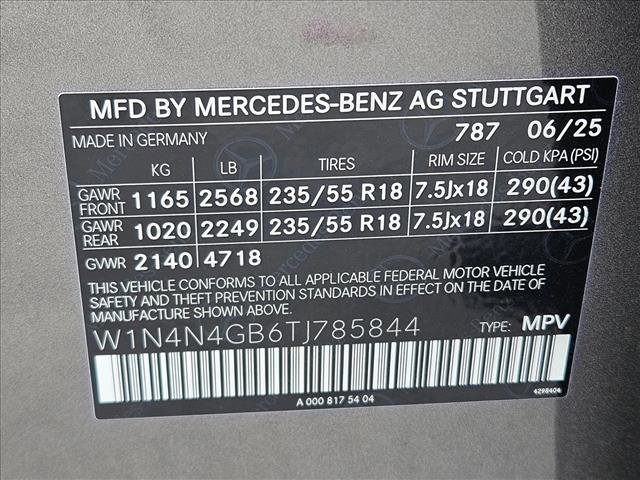 MFD BY MERCEDES-BENZ AG STUTTGART
MADE IN GERMANY 787 06/25
KG LB TIRES RIM SIZE COLD KPA (PSI)
GAWR FRONT 1165 2568 235/55 R18 7.5Jx18 290(43)
GAWR REAR 1020 2249 235/55 R18 7.5Jx18 290(43)
GVWR 2140 4718
THIS VEHICLE CONFORMS TO ALL APPLICABLE FEDERAL MOTOR VEHICLE
SAFETY AND THEFT PREVENTION STANDARDS IN EFFECT ON THE DATE OF
MANUFACTURE SHOWN ABOVE.
W1N4N4GB6TJ785844 TYPE: MPV
A 000 817 54 04 4298404